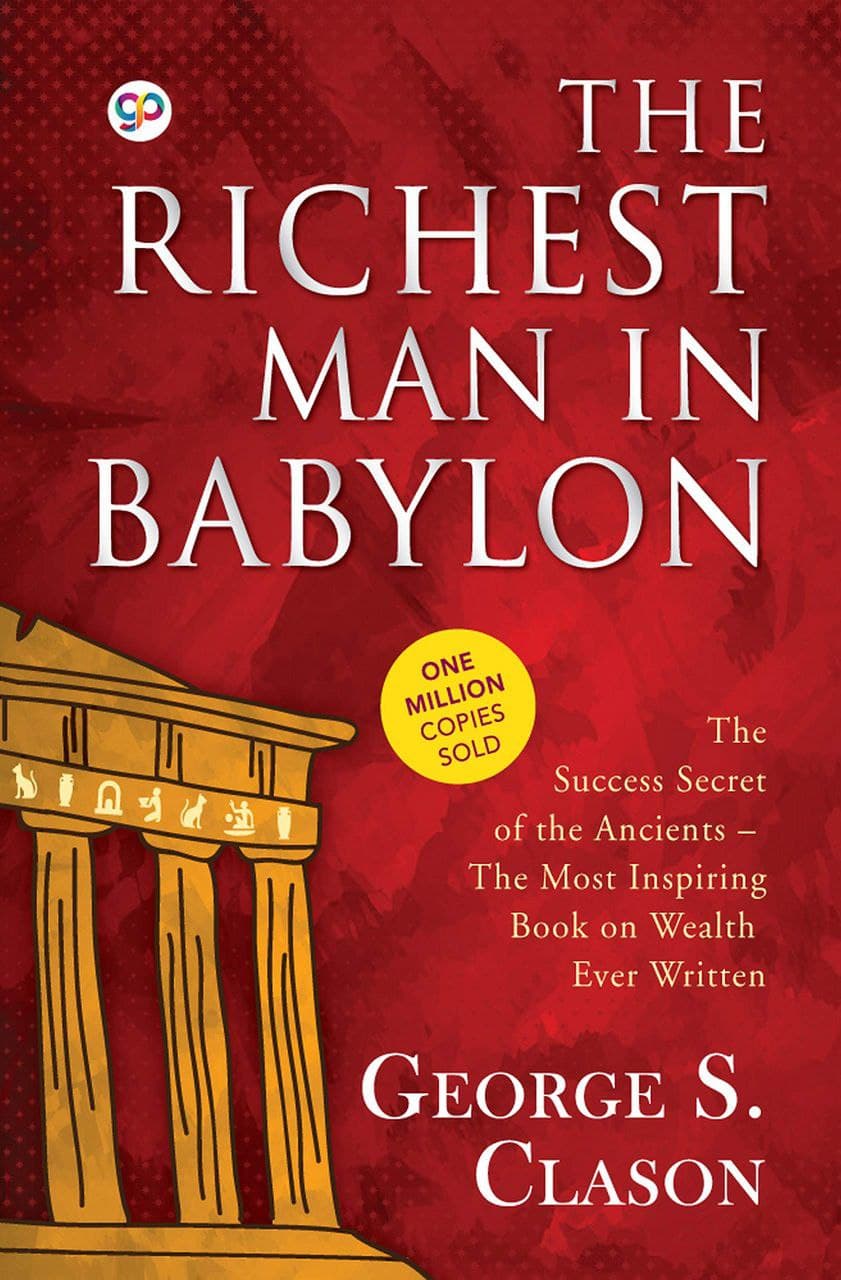 gp
THE
RICHEST
MAN IN
BABYLON
ONE
MILLION
COPIES
SOLD
The
Success Secret
of the Ancients –
The Most Inspiring
Book on Wealth
Ever Written
GEORGE S.
CLASON